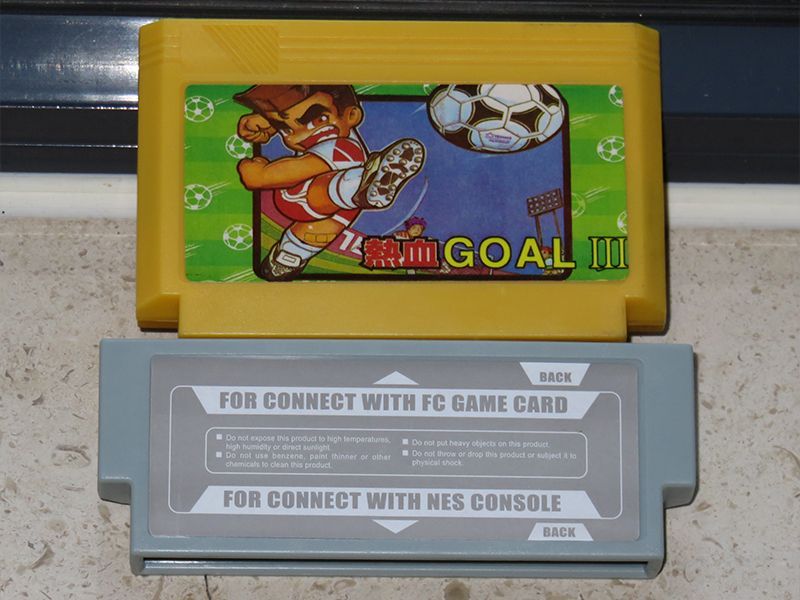 熱血GOAL III
BACK
FOR CONNECT WITH FC GAME CARD
■ Do not expose this product to high temperatures,
high humidity or direct sunlight.
■ Do not use benzene, paint thinner or other
chemicals to clean this product.
■ Do not put heavy objects on this product.
■ Do not throw or drop this product or subject it to
physical shock.
FOR CONNECT WITH NES CONSOLE
BACK